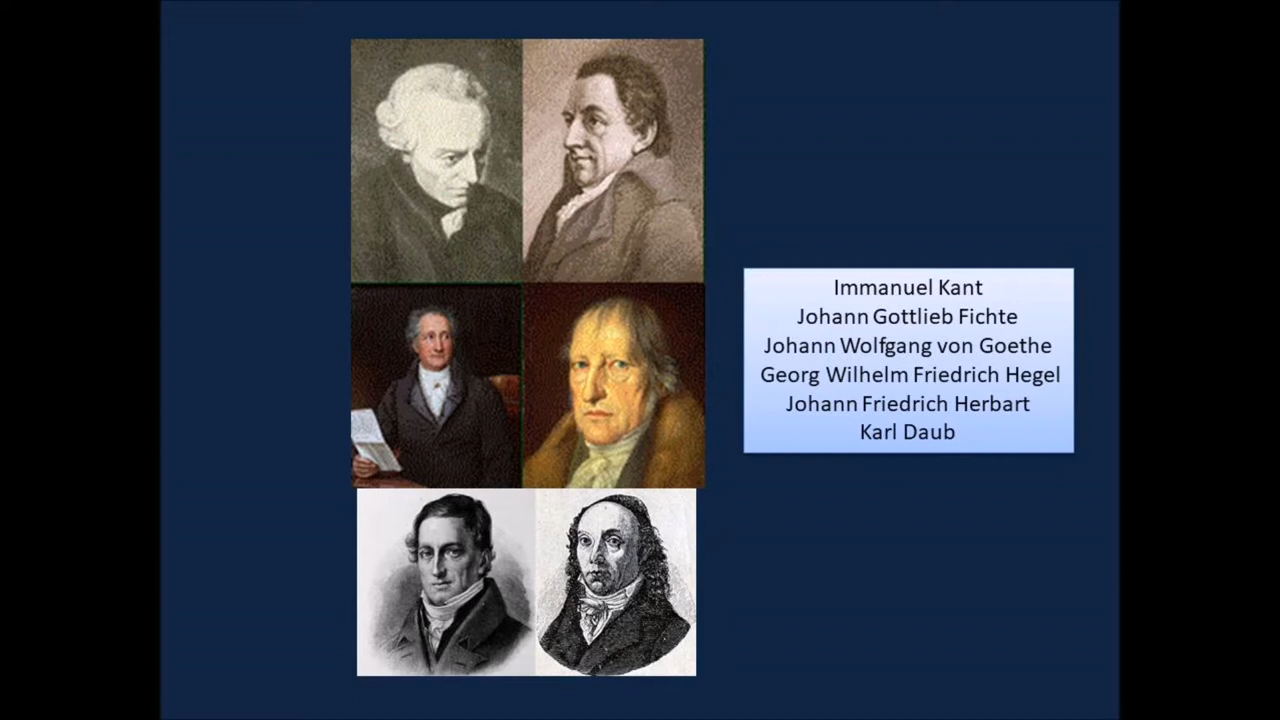 Immanuel Kant
Johann Gottlieb Fichte
Johann Wolfgang von Goethe
Georg Wilhelm Friedrich Hegel
Johann Friedrich Herbart
Karl Daub